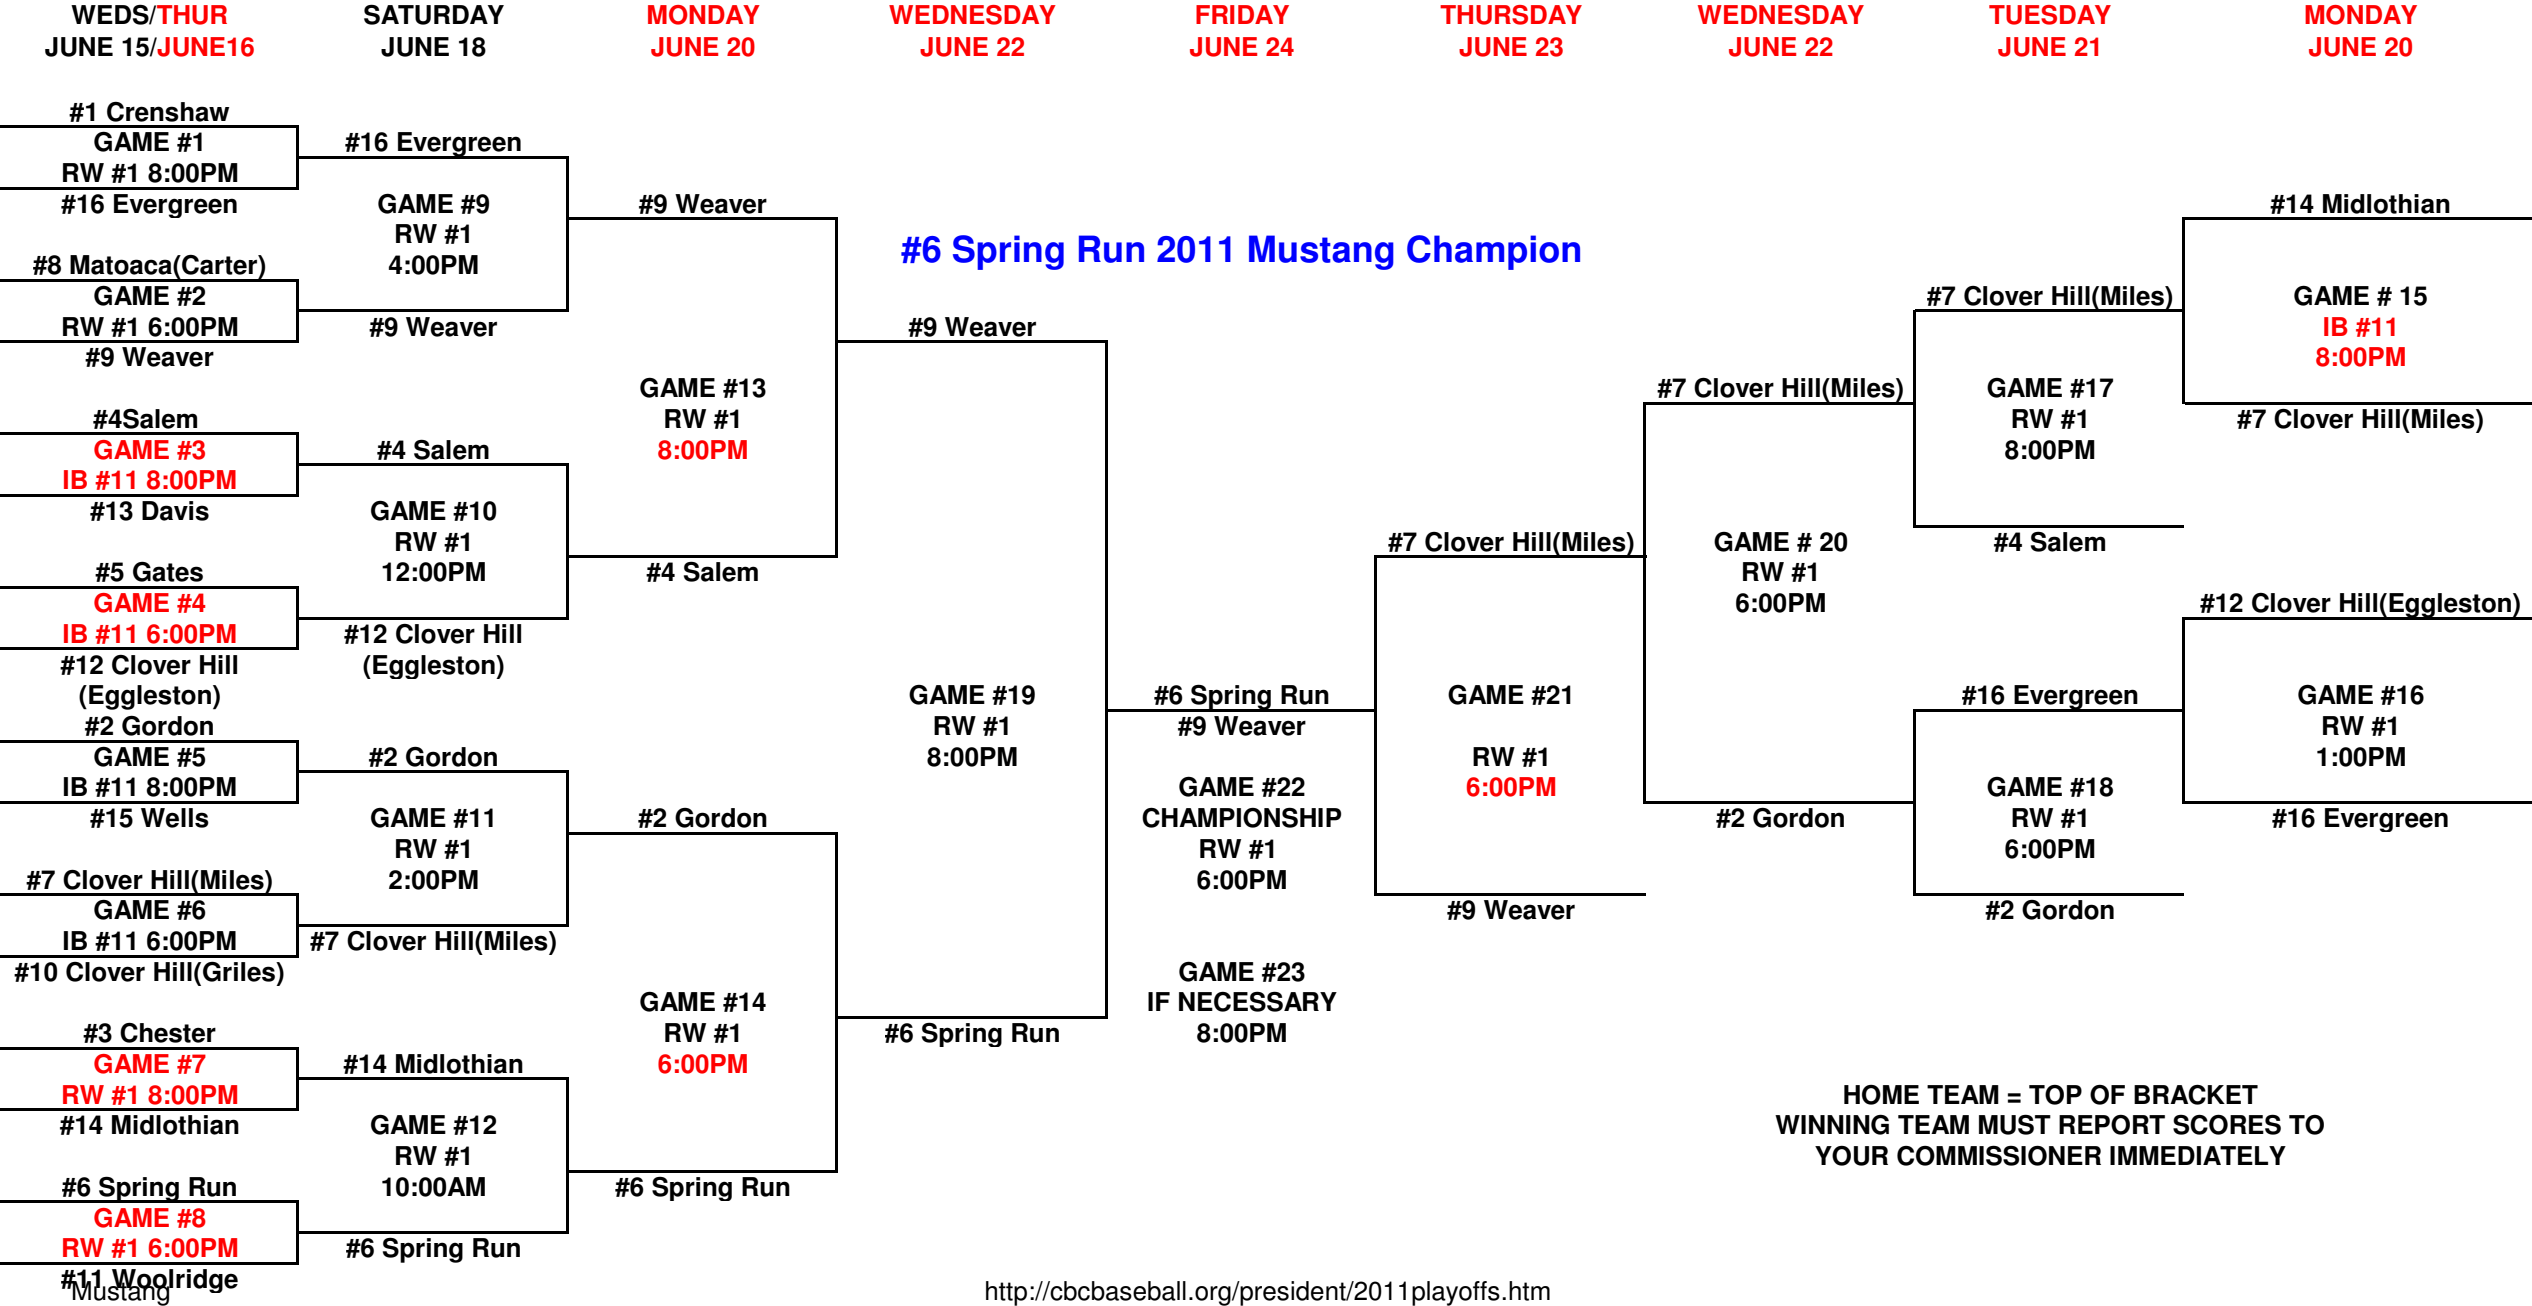 WEDS/THUR
JUNE 15/JUNE16
SATURDAY
JUNE 18
MONDAY
JUNE 20
WEDNESDAY
JUNE 22
FRIDAY
JUNE 24
THURSDAY
JUNE 23
WEDNESDAY
JUNE 22
TUESDAY
JUNE 21
MONDAY
JUNE 20
#1 Crenshaw
GAME #1
RW #1 8:00PM
#16 Evergreen
#8 Matoaca(Carter)
GAME #2
RW #1 6:00PM
#9 Weaver
#4Salem
GAME #3
IB #11 8:00PM
#13 Davis
#5 Gates
GAME #4
IB #11 6:00PM
#12 Clover Hill
(Eggleston)
#2 Gordon
GAME #5
IB #11 8:00PM
#15 Wells
#7 Clover Hill(Miles)
GAME #6
IB #11 6:00PM
#10 Clover Hill(Griles)
#3 Chester
GAME #7
RW #1 8:00PM
#14 Midlothian
#6 Spring Run
GAME #8
RW #1 6:00PM
#11 Woolridge
#16 Evergreen
GAME #9
RW #1
4:00PM
#9 Weaver
#4 Salem
GAME #10
RW #1
12:00PM
#12 Clover Hill
(Eggleston)
#2 Gordon
GAME #11
RW #1
2:00PM
#7 Clover Hill(Miles)
#14 Midlothian
GAME #12
RW #1
10:00AM
#6 Spring Run
#9 Weaver
GAME #13
RW #1
8:00PM
#4 Salem
#2 Gordon
GAME #14
RW #1
6:00PM
#6 Spring Run
#6 Spring Run 2011 Mustang Champion
#9 Weaver
GAME #19
RW #1
8:00PM
#6 Spring Run
#6 Spring Run
#9 Weaver
GAME #22
CHAMPIONSHIP
RW #1
6:00PM
GAME #23
IF NECESSARY
8:00PM
#7 Clover Hill(Miles)
GAME #21
RW #1
6:00PM
#9 Weaver
#7 Clover Hill(Miles)
GAME # 20
RW #1
6:00PM
#2 Gordon
#7 Clover Hill(Miles)
GAME #17
RW #1
8:00PM
#4 Salem
#16 Evergreen
GAME #18
RW #1
6:00PM
#2 Gordon
#14 Midlothian
GAME # 15
IB #11
8:00PM
#7 Clover Hill(Miles)
#12 Clover Hill(Eggleston)
GAME #16
RW #1
1:00PM
#16 Evergreen
HOME TEAM = TOP OF BRACKET
WINNING TEAM MUST REPORT SCORES TO
YOUR COMMISSIONER IMMEDIATELY
Mustang
http://cbcbaseball.org/president/2011playoffs.htm